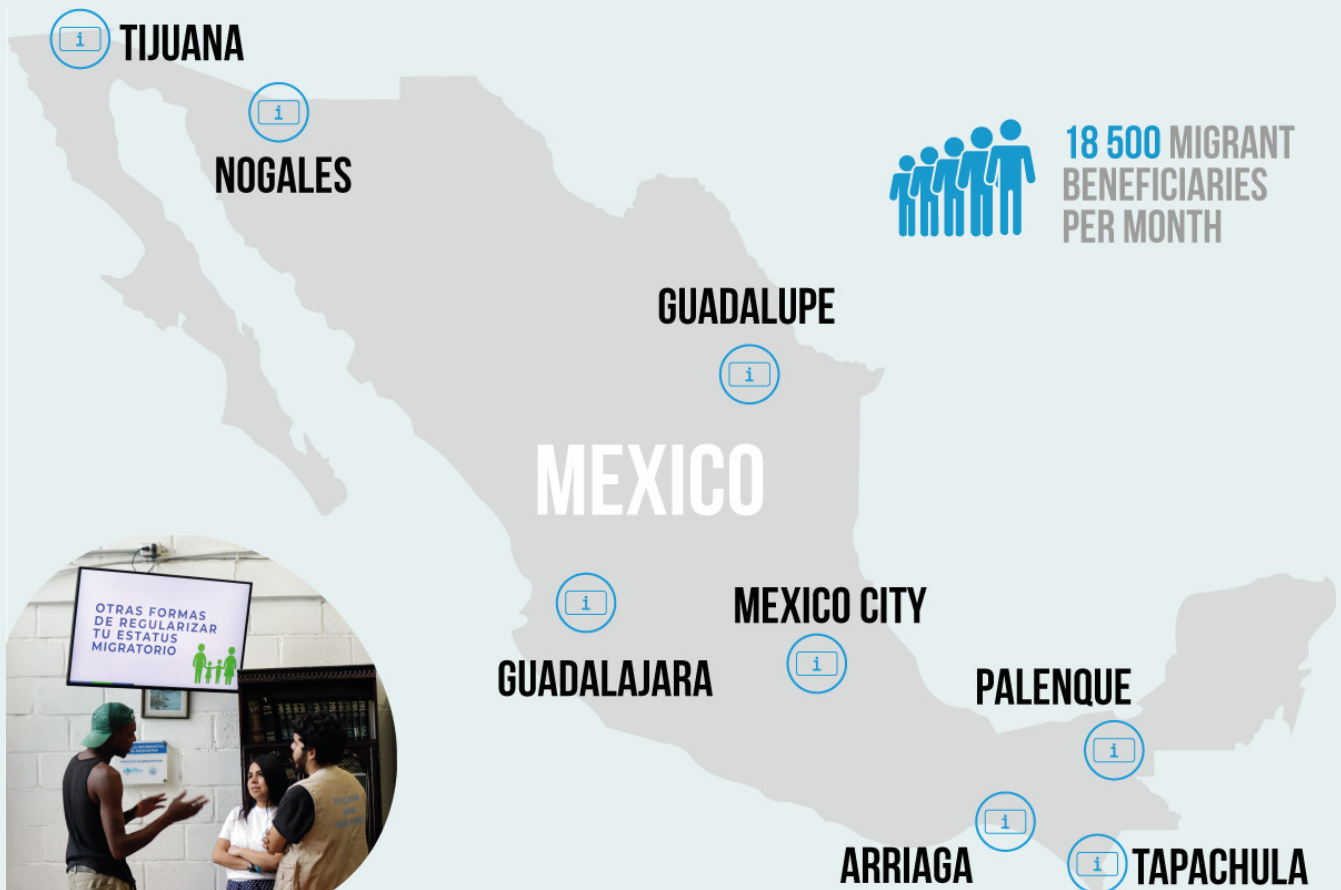 TIJUANA
NOGALES
18 500 MIGRANT
BENEFICIARIES
PER MONTH
GUADALUPE
MEXICO
MEXICO CITY
GUADALAJARA
PALENQUE
ARRIAGA
TAPACHULA
OTRAS FORMAS
DE REGULARIZAR
TU ESTATUS
MIGRATORIO
i
i
i
i
i
i
i
i